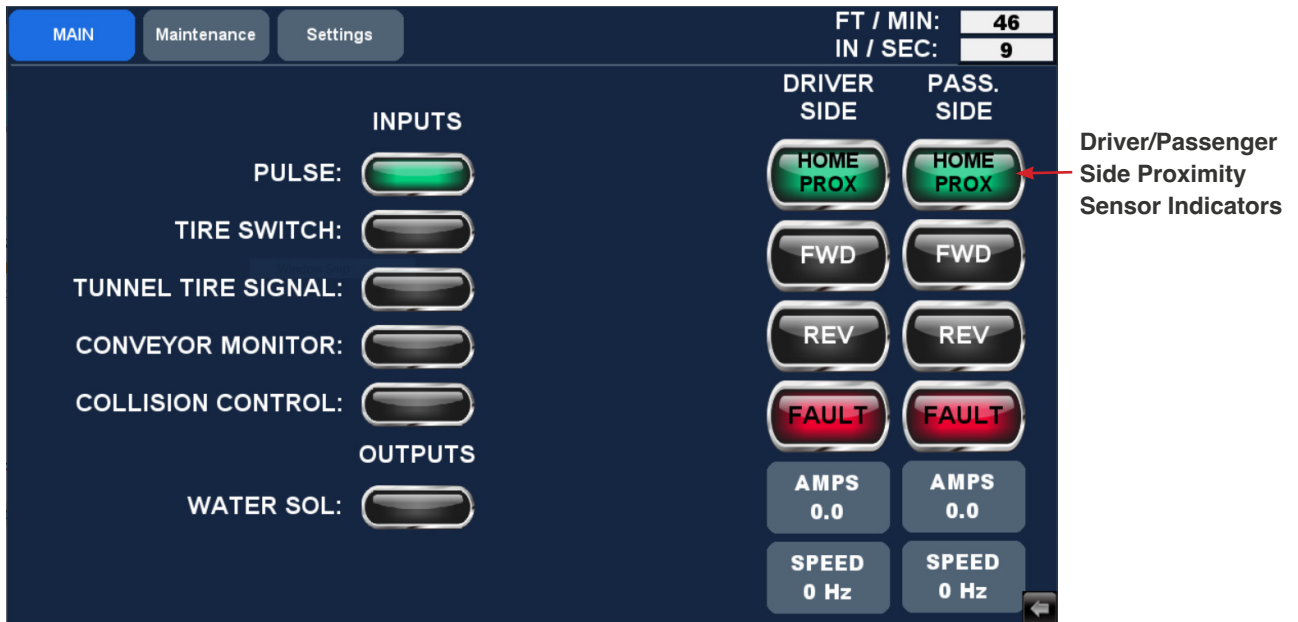 MAIN
Maintenance
Settings
FT / MIN: 46
IN / SEC: 9
DRIVER SIDE
PASS. SIDE
INPUTS
PULSE:
TIRE SWITCH:
TUNNEL TIRE SIGNAL:
CONVEYOR MONITOR:
COLLISION CONTROL:
OUTPUTS
WATER SOL:
HOME
PROX
HOME
PROX
FWD
FWD
REV
REV
FAULT
FAULT
AMPS
0.0
AMPS
0.0
SPEED
0 Hz
SPEED
0 Hz
Driver/Passenger
Side Proximity
Sensor Indicators